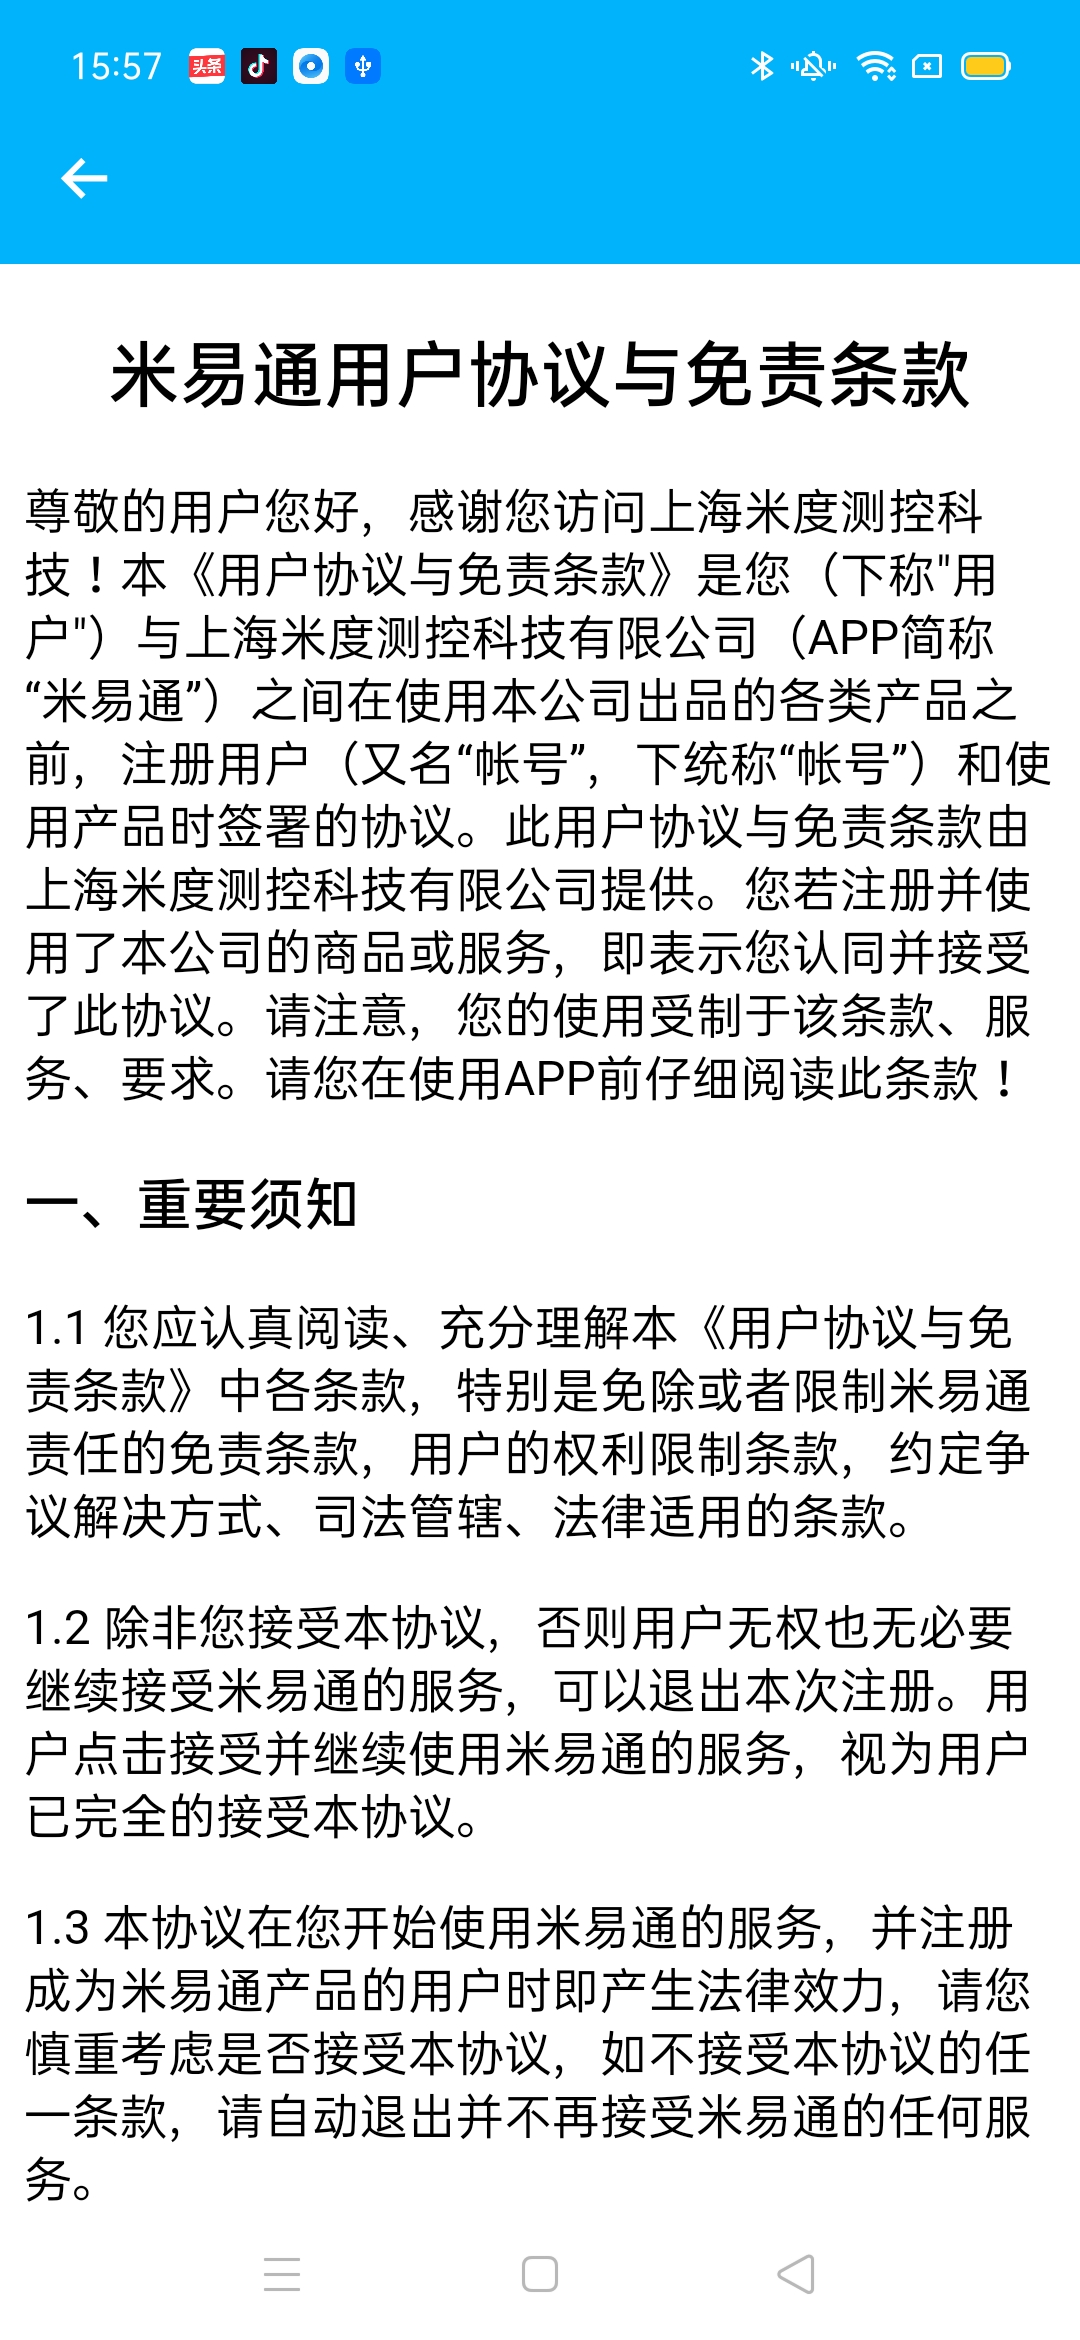 15:57
头条
米易通用户协议与免责条款
尊敬的用户您好，感谢您访问上海米度测控科
技！本《用户协议与免责条款》是您（下称"用
户"）与上海米度测控科技有限公司（APP简称
“米易通”）之间在使用本公司出品的各类产品之
前，注册用户（又名“帐号”，下统称“帐号”）和使
用产品时签署的协议。此用户协议与免责条款由
上海米度测控科技有限公司提供。您若注册并使
用了本公司的商品或服务，即表示您认同并接受
了此协议。请注意，您的使用受制于该条款、服
务、要求。请您在使用APP前仔细阅读此条款！
一、重要须知
1.1 您应认真阅读、充分理解本《用户协议与免
责条款》中各条款，特别是免除或者限制米易通
责任的免责条款，用户的权利限制条款，约定争
议解决方式、司法管辖、法律适用的条款。
1.2 除非您接受本协议，否则用户无权也无必要
继续接受米易通的服务，可以退出本次注册。用
户点击接受并继续使用米易通的服务，视为用户
已完全的接受本协议。
1.3 本协议在您开始使用米易通的服务，并注册
成为米易通产品的用户时即产生法律效力，请您
慎重考虑是否接受本协议，如不接受本协议的任
一条款，请自动退出并不再接受米易通的任何服
务。